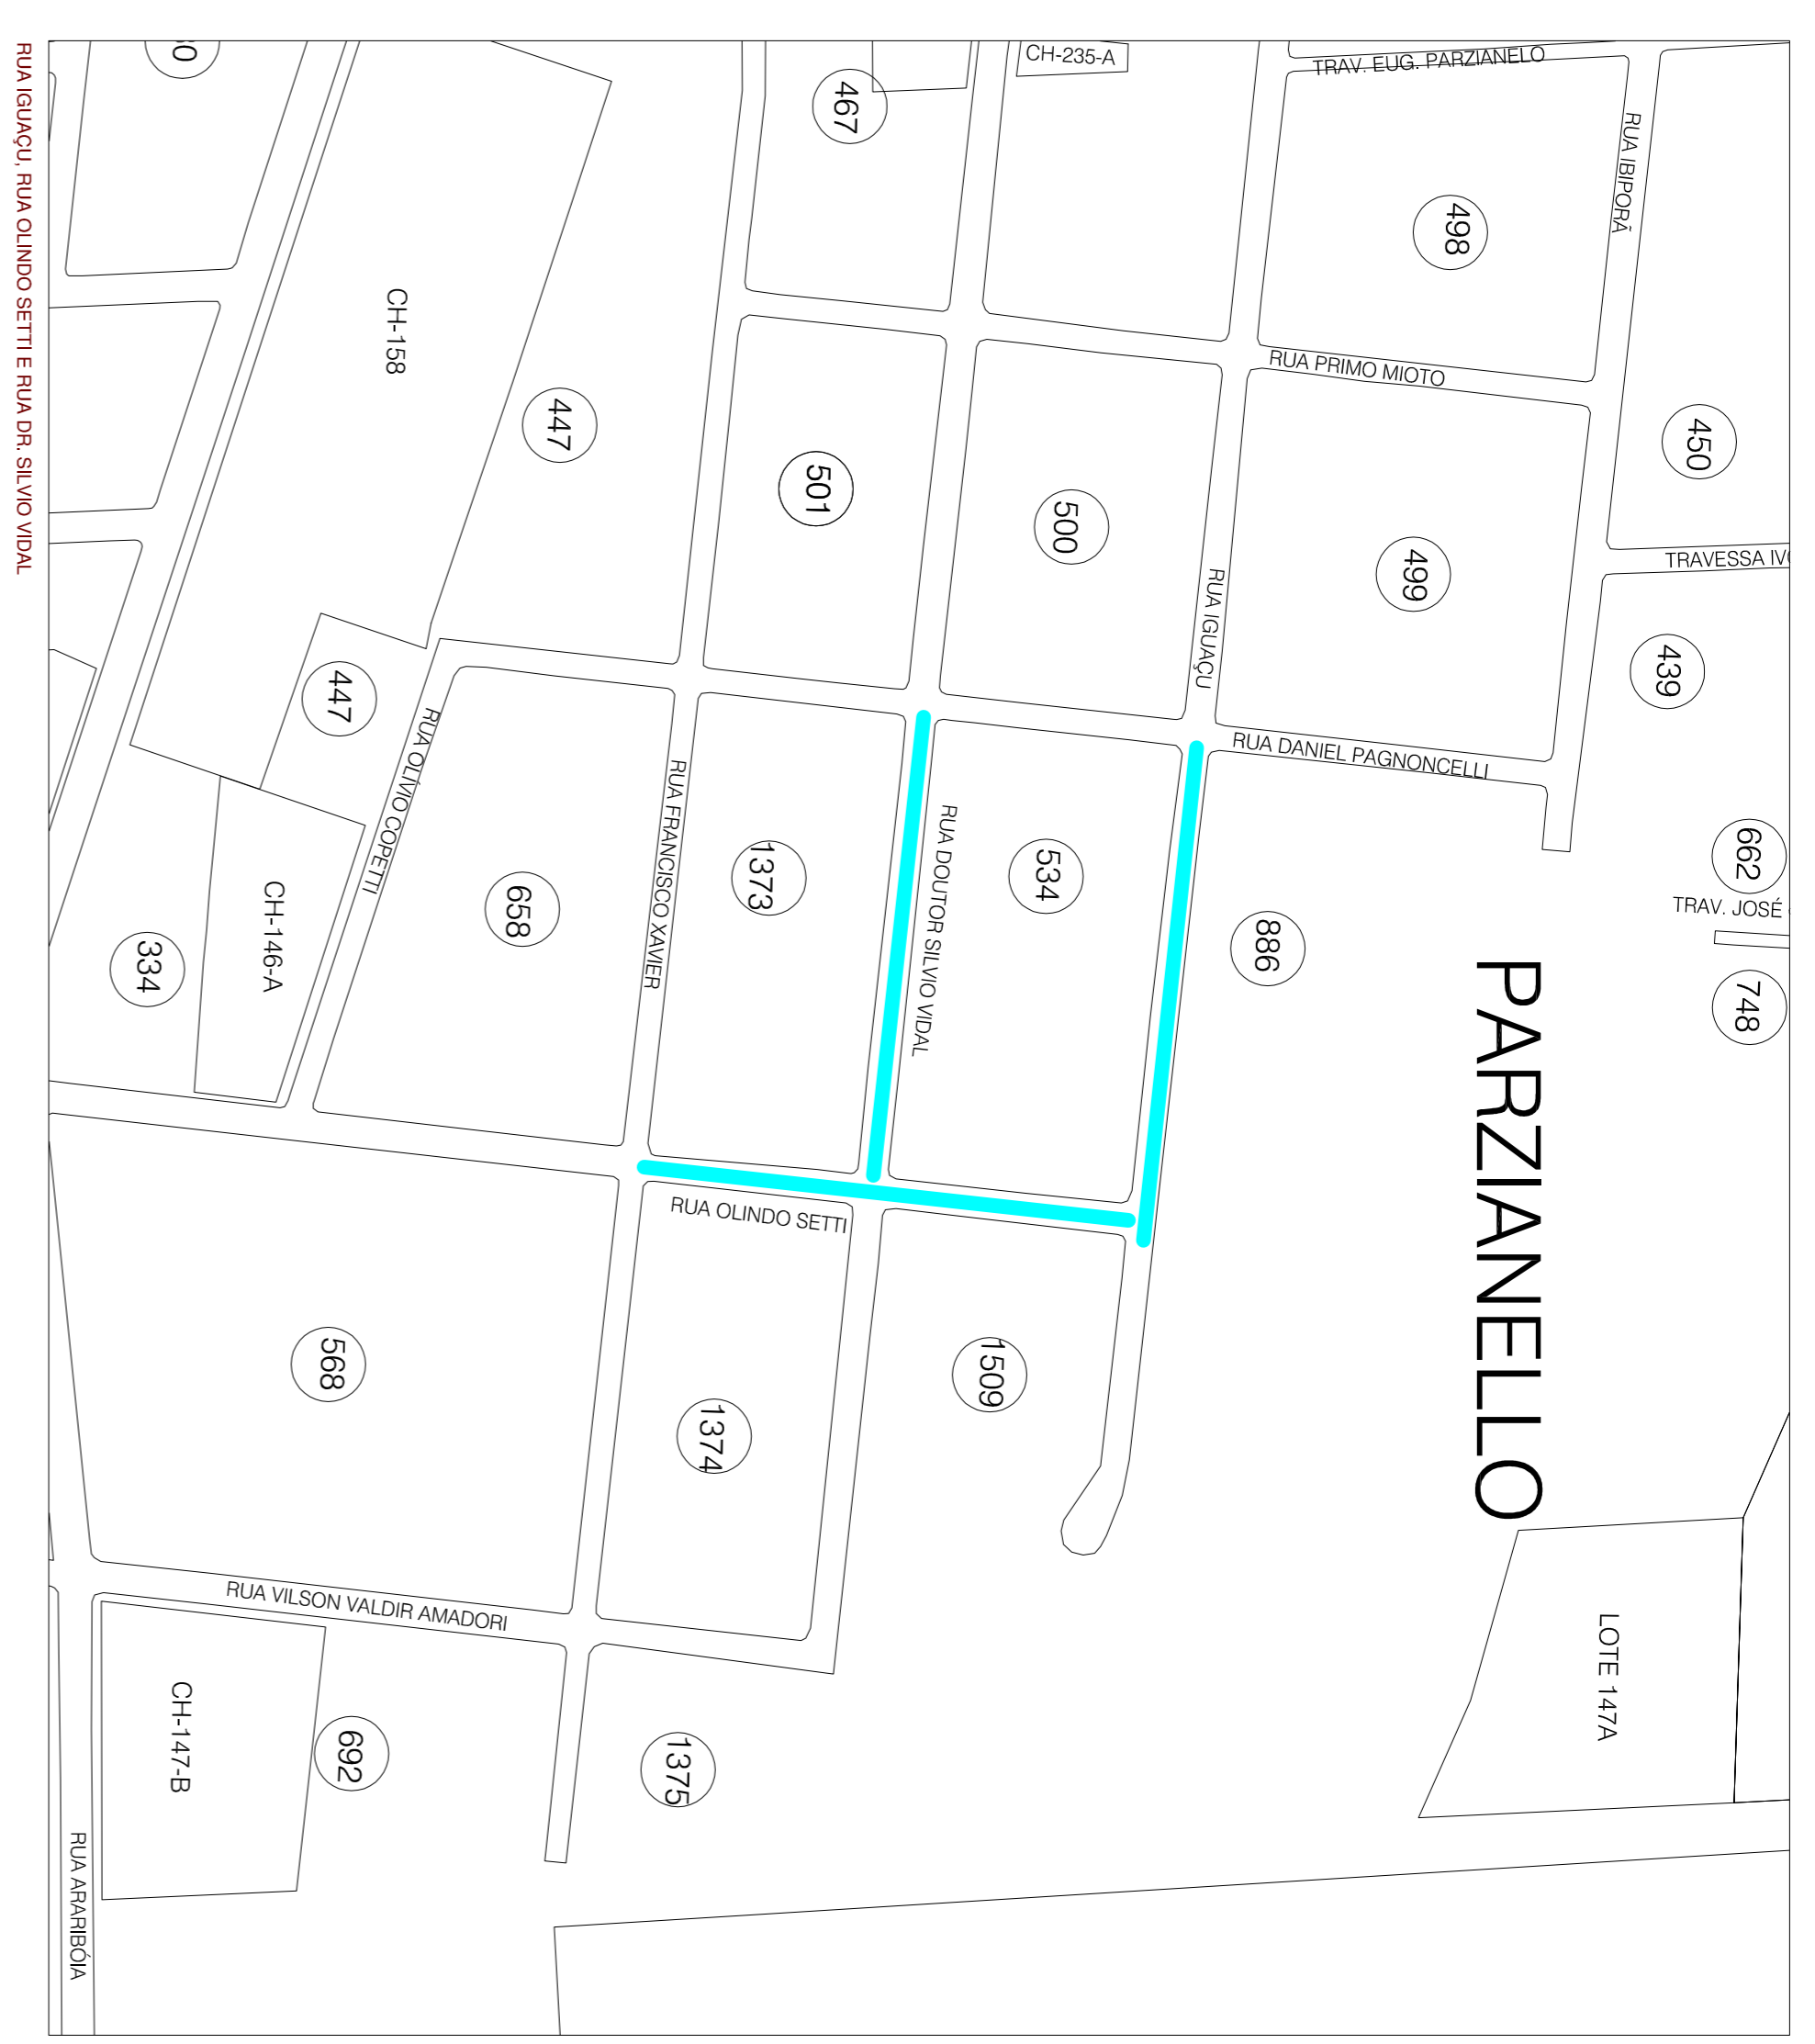 RUA IGUAÇU, RUA OLINDO SETTI E RUA DR. SILVIO VIDAL
CH-235-A
TRAV. EUG. PARZIANELO
467
RUA IBIPORÃ
498
CH-158
447
RUA PRIMO MIOTO
450
501
500
499
TRAVESSA
RUA IGUAÇU
439
447
RUA OLÍVIO COPETTI
RUA DANIEL PAGNONCELLI
RUA FRANCISCO XAVIER
1373
RUA DOUTOR SILVIO VIDAL
534
662
658
TRAV. JOSÉ
CH-146-A
334
886
748
PARZIANELLO
RUA OLINDO SETTI
568
1374
1509
RUA VILSON VALDIR AMADORI
LOTE 147A
CH-147-B
692
1375
RUA ARARIBÓIA